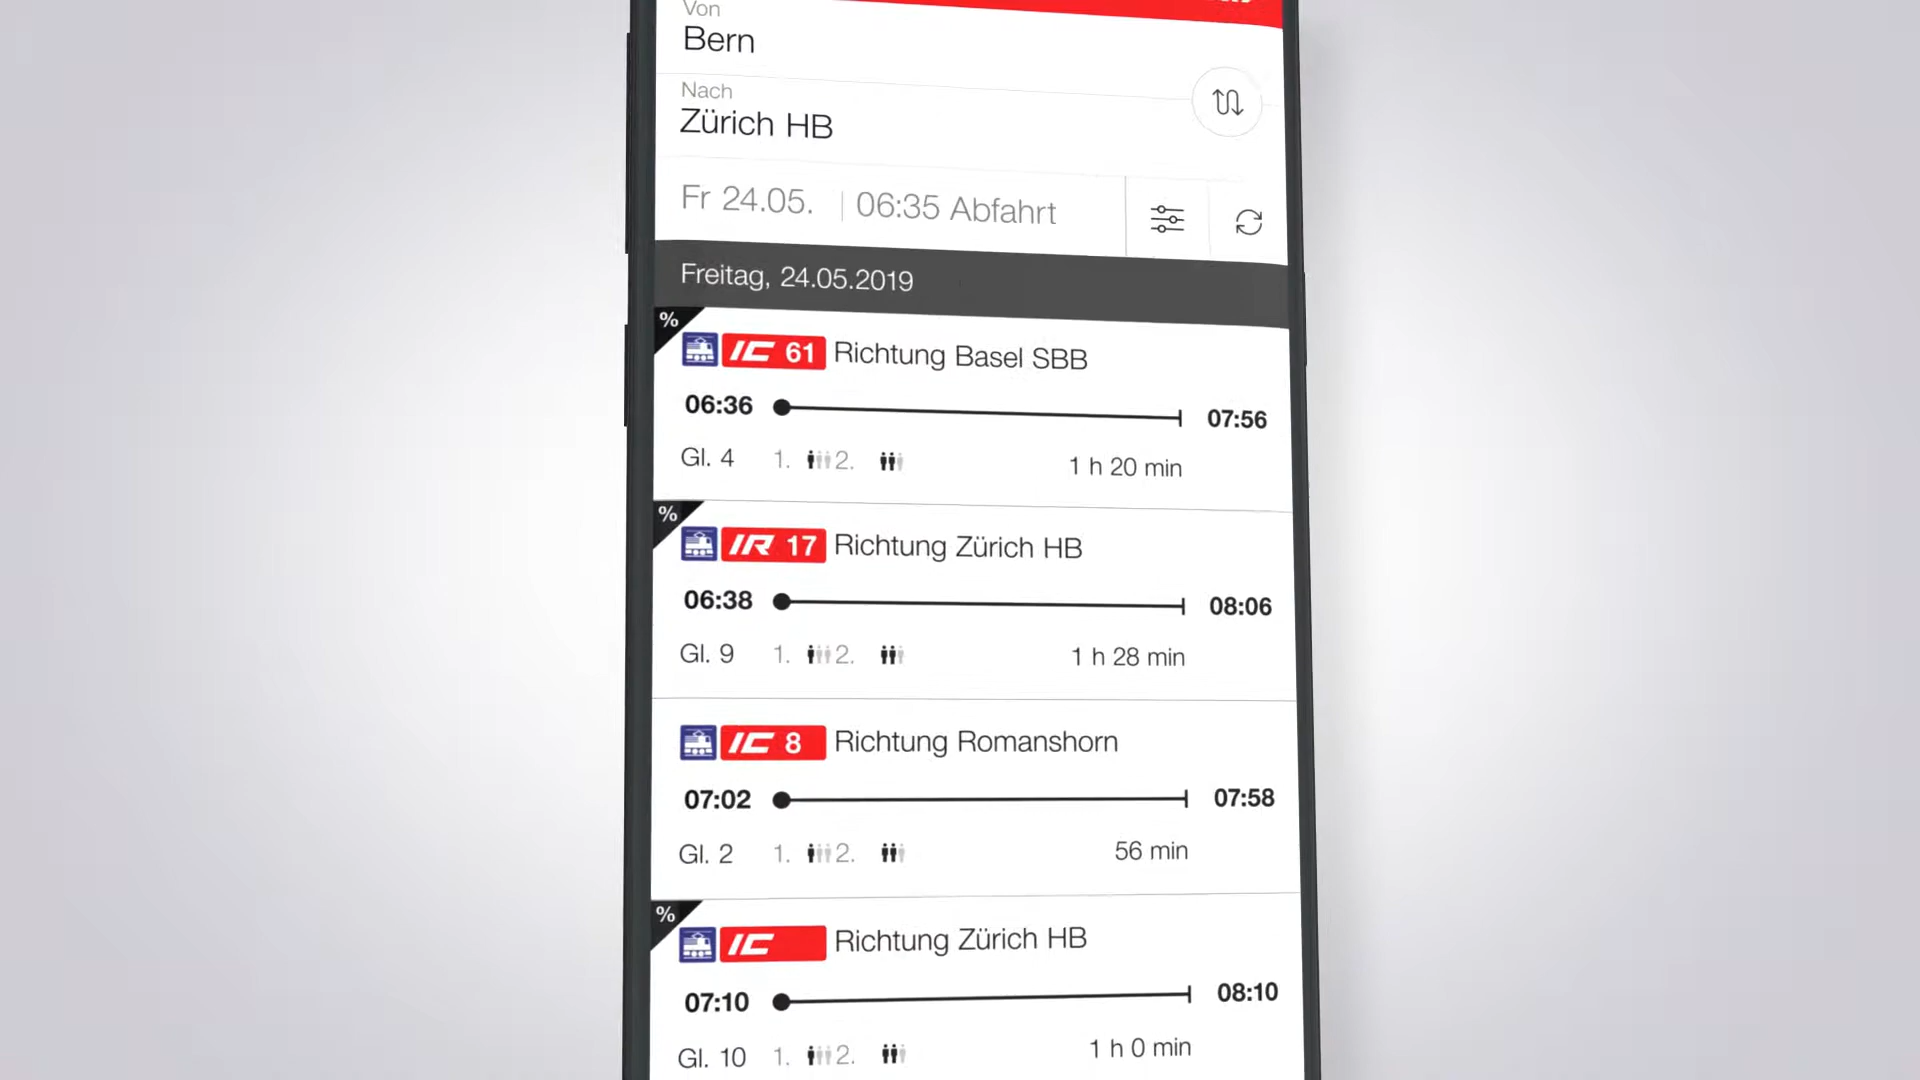 Von
Bern
Nach
Zürich HB
Fr 24.05. | 06:35 Abfahrt
Freitag, 24.05.2019
%
IC 61 Richtung Basel SBB
06:36 07:56
Gl. 4 1. 2. 1 h 20 min
%
IR 17 Richtung Zürich HB
06:38 08:06
Gl. 9 1. 2. 1 h 28 min
IC 8 Richtung Romanshorn
07:02 07:58
Gl. 2 1. 2. 56 min
%
IC Richtung Zürich HB
07:10 08:10
Gl. 10 1. 2. 1 h 0 min